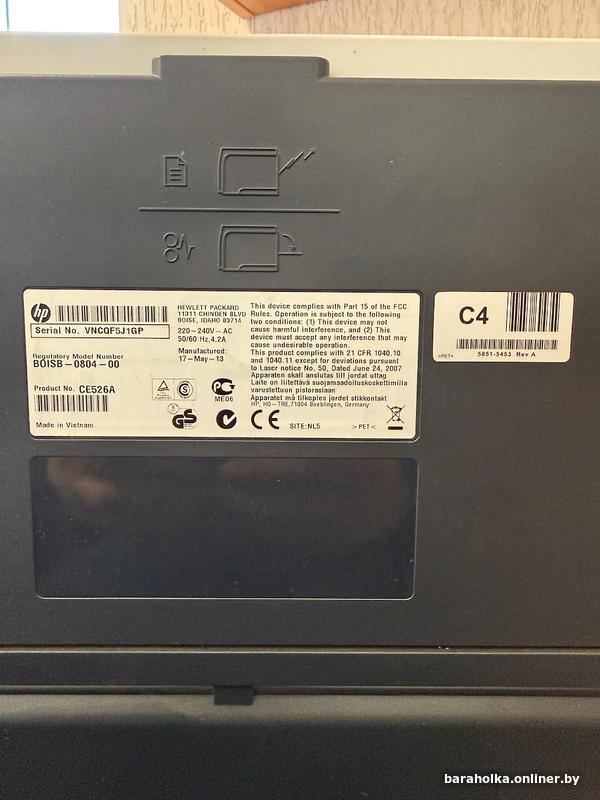 hp
Serial No. VNCQF5J1GP
Regulatory Model Number
BOISB-0804-00
Product No. CE526A
Made in Vietnam
HEWLETT PACKARD
11311 CHINDEN BLVD
BOISE, IDAHO 83714
220-240V~AC
50/60 Hz, 4.2A
Manufactured:
17-May-13
ME06
GS
CE
SITE:NL5
>PET<
This device complies with Part 15 of the FCC
Rules. Operation is subject to the following
two conditions: (1) This device may not
cause harmful interference, and (2) This
device must accept any interference that may
cause undesirable operation.
This product complies with 21 CFR 1040.10
and 1040.11 except for deviations pursuant
to Laser notice No. 50, Dated June 24, 2007
Apparaten skall anslutas till jordat uttag
Laite on liitettävä suojamaadoituskoskettimilla
varustettuun pistorasiaan
Apparatet må tilkoples jordet stikkontakt
HP, HQ-TRE,71004 Boeblingen, Germany
C4
>PET<
5851-5453 Rev A
baraholka.onliner.by